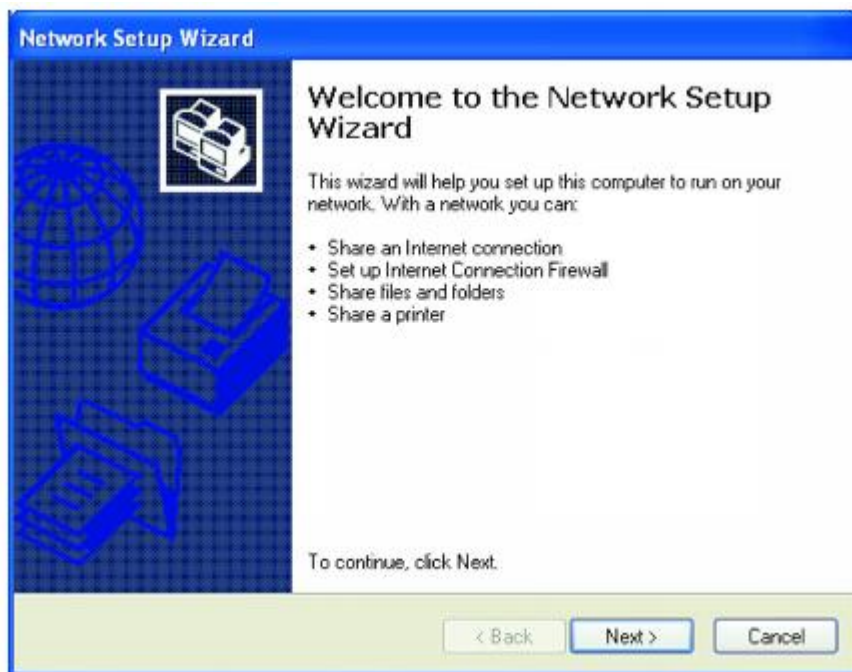 Network Setup Wizard
Welcome to the Network Setup
Wizard
This wizard will help you set up this computer to run on your
network. With a network you can:
• Share an Internet connection
• Set up Internet Connection Firewall
• Share files and folders
• Share a printer
To continue, click Next.
< Back Next > Cancel